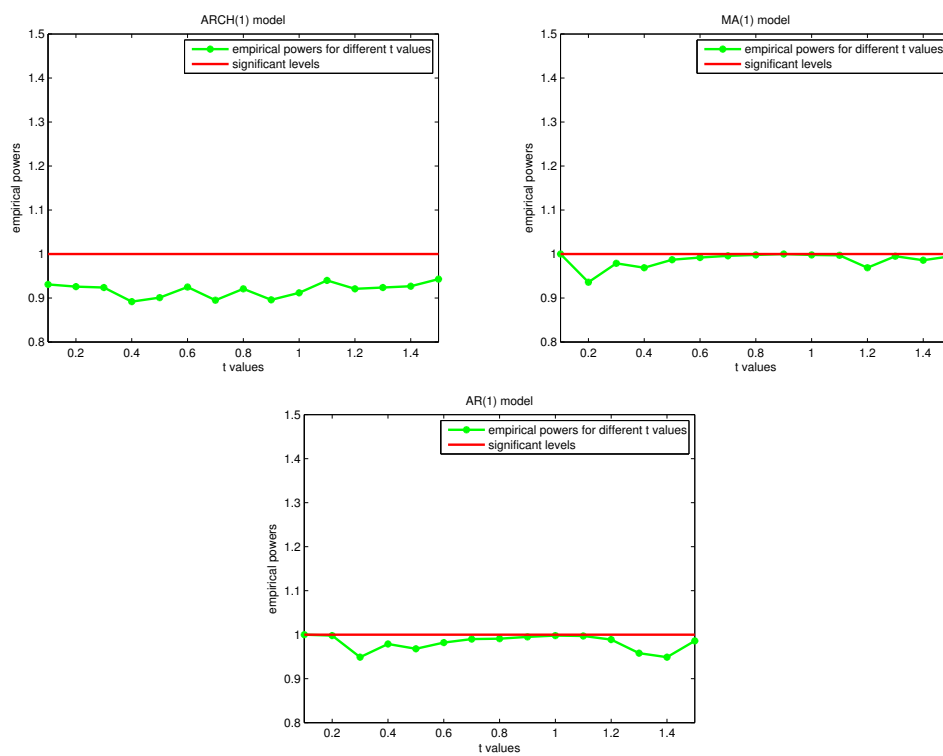 ARCH(1) model
1.5
1.4
1.3
1.2
1.1
1
0.9
0.8
empirical powers
empirical powers for different t values
significant levels
0.2 0.4 0.6 0.8 1 1.2 1.4
t values
MA(1) model
1.5
1.4
1.3
1.2
1.1
1
0.9
0.8
empirical powers
empirical powers for different t values
significant levels
0.2 0.4 0.6 0.8 1 1.2 1.4
t values
AR(1) model
1.5
1.4
1.3
1.2
1.1
1
0.9
0.8
empirical powers
empirical powers for different t values
significant levels
0.2 0.4 0.6 0.8 1 1.2 1.4
t values